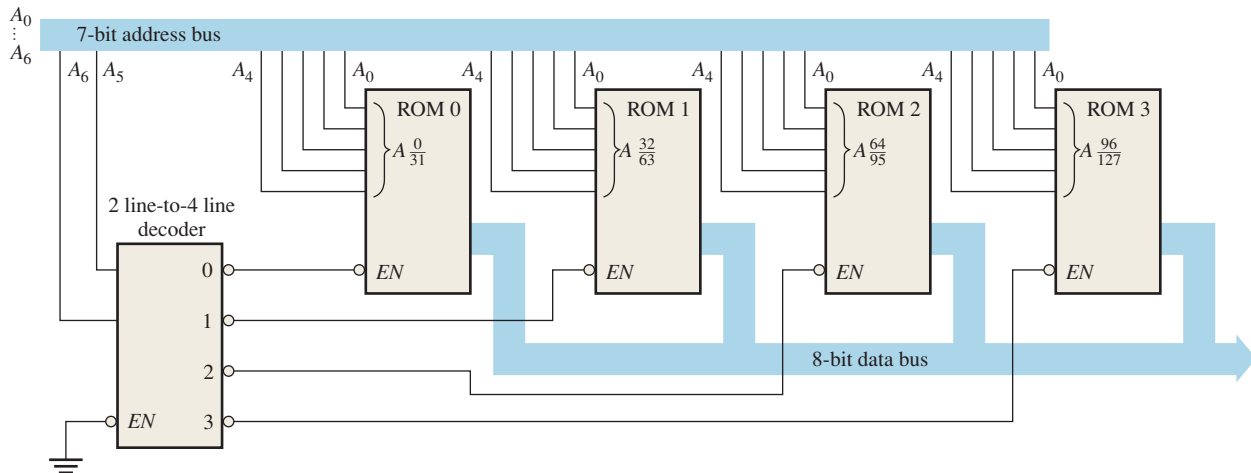 A0
⋮
A6
7-bit address bus
A6 A5
A4 A0
A4 A0
A4 A0
A4 A0
ROM 0
A 0/31
EN
ROM 1
A 32/63
EN
ROM 2
A 64/95
EN
ROM 3
A 96/127
EN
2 line-to-4 line
decoder
0
1
2
EN 3
8-bit data bus